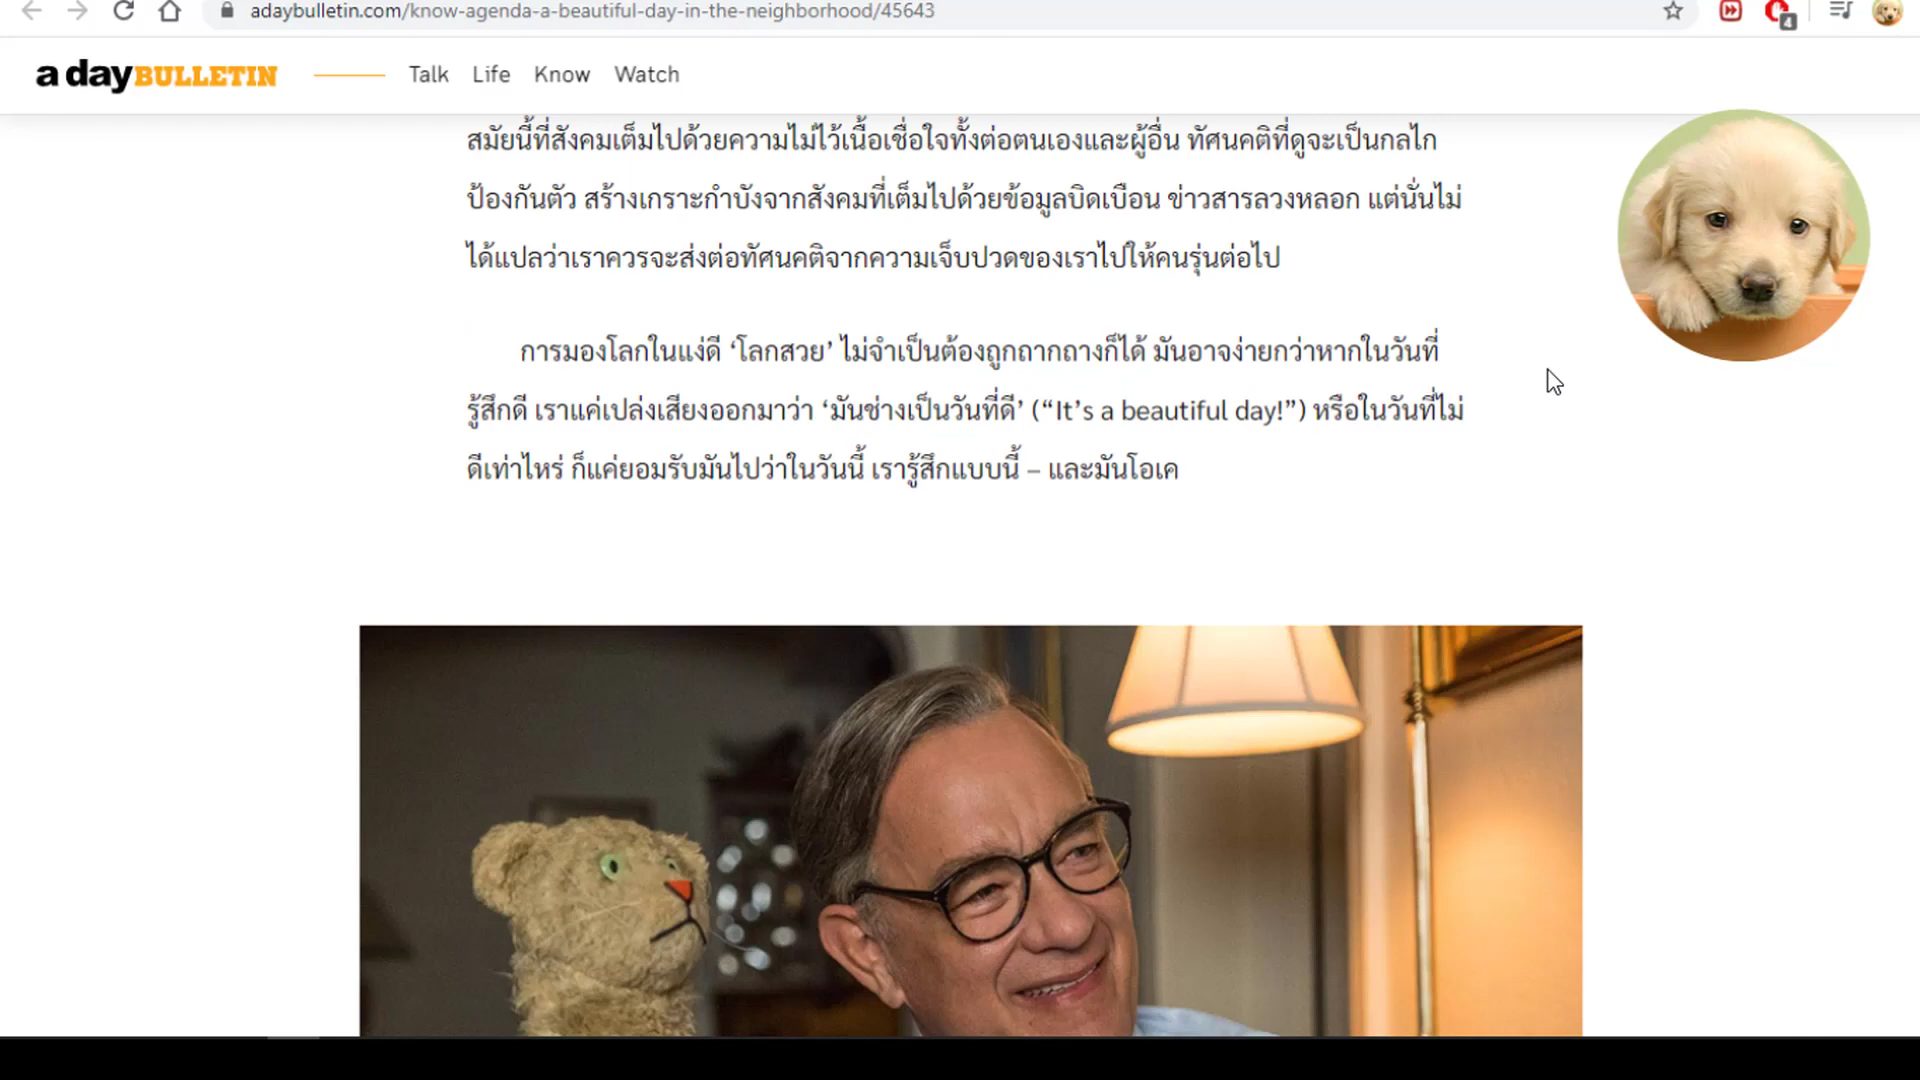 adaybulletin.com/know-agenda-a-beautiful-day-in-the-neighborhood/45643
4
a day BULLETIN Talk Life Know Watch
สมัยนี้ที่สังคมเต็มไปด้วยความไม่ไว้เนื้อเชื่อใจทั้งต่อตนเองและผู้อื่น ทัศนคติที่ดูจะเป็นกลไก
ป้องกันตัว สร้างเกราะกำบังจากสังคมที่เต็มไปด้วยข้อมูลบิดเบือน ข่าวสารลวงหลอก แต่นั่นไม่
ได้แปลว่าเราควรจะส่งต่อทัศนคติจากความเจ็บปวดของเราไปให้คนรุ่นต่อไป
การมองโลกในแง่ดี ‘โลกสวย’ ไม่จำเป็นต้องถูกถากถางก็ได้ มันอาจง่ายกว่าหากในวันที่
รู้สึกดี เราแค่เปล่งเสียงออกมาว่า ‘มันช่างเป็นวันที่ดี’ (“It’s a beautiful day!”) หรือในวันที่ไม่
ดีเท่าไหร่ ก็แค่ยอมรับมันไปว่าในวันนี้ เรารู้สึกแบบนี้ – และมันโอเค